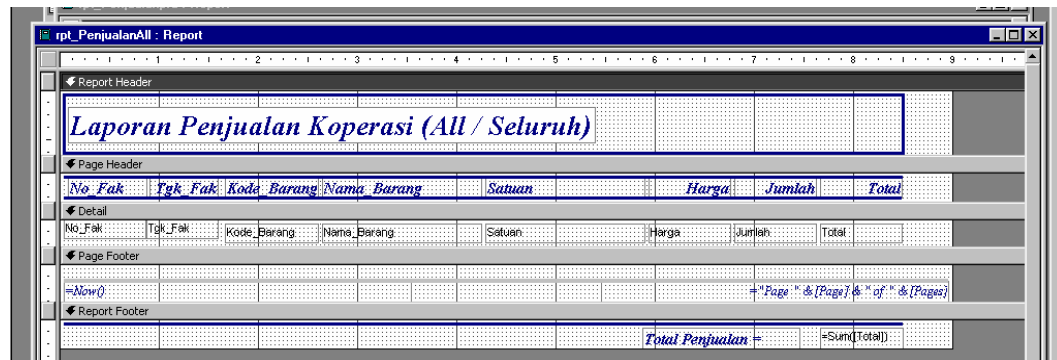 rpt_PenjualanAll : Report
1 2 3 4 5 6 7 8 9
Report Header
Laporan Penjualan Koperasi (All / Seluruh)
Page Header
No_Fak Tgk_Fak Kode_Barang Nama_Barang Satuan Harga Jumlah Total
Detail
No_Fak Tgk_Fak Kode_Barang Nama_Barang Satuan Harga Jumlah Total
Page Footer
=Now() ="Page " & [Page] & " of " & [Pages]
Report Footer
Total Penjualan = =Sum([Total])